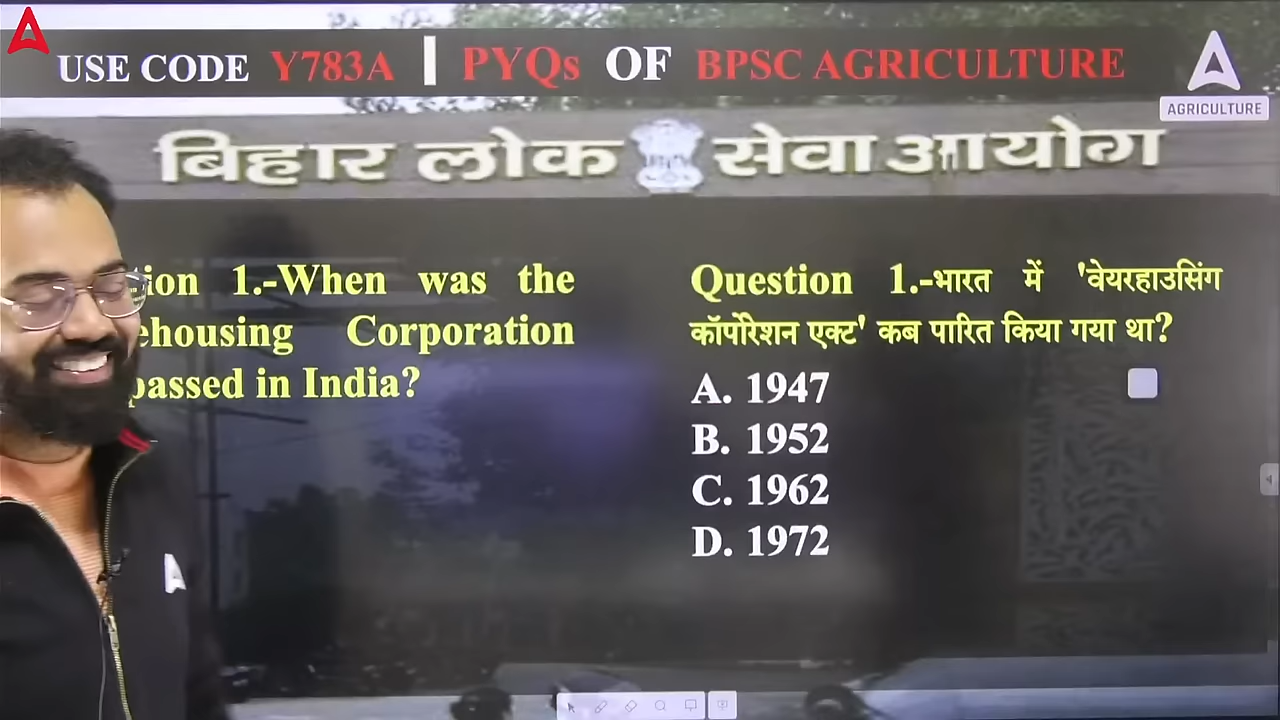 USE CODE Y783A | PYQs OF BPSC AGRICULTURE
AGRICULTURE
बिहार लोक सेवा आयोग
tion 1.-When was the
ehousing Corporation
passed in India?
Question 1.-भारत में 'वेयरहाउसिंग
कॉर्पोरेशन एक्ट' कब पारित किया गया था?
A. 1947
B. 1952
C. 1962
D. 1972